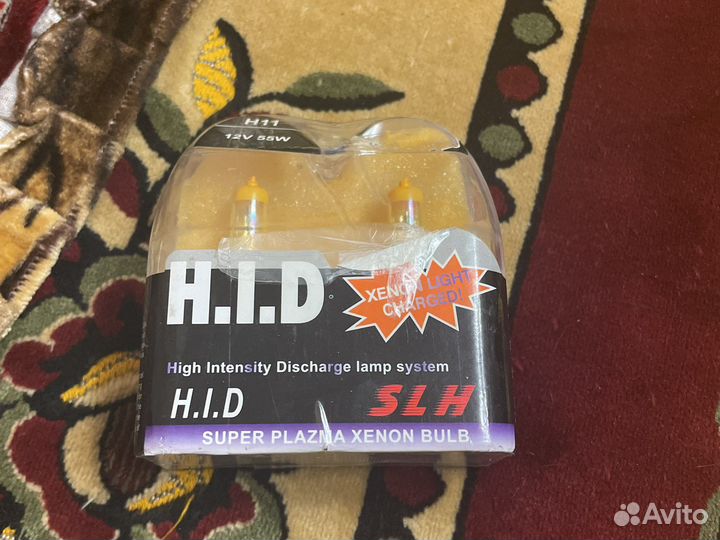 H11
12V 55W
H.I.D
XENON LIGHT
CHARGED!
High Intensity Discharge lamp system
H.I.D
SLH
SUPER PLAZMA XENON BULB
Avito